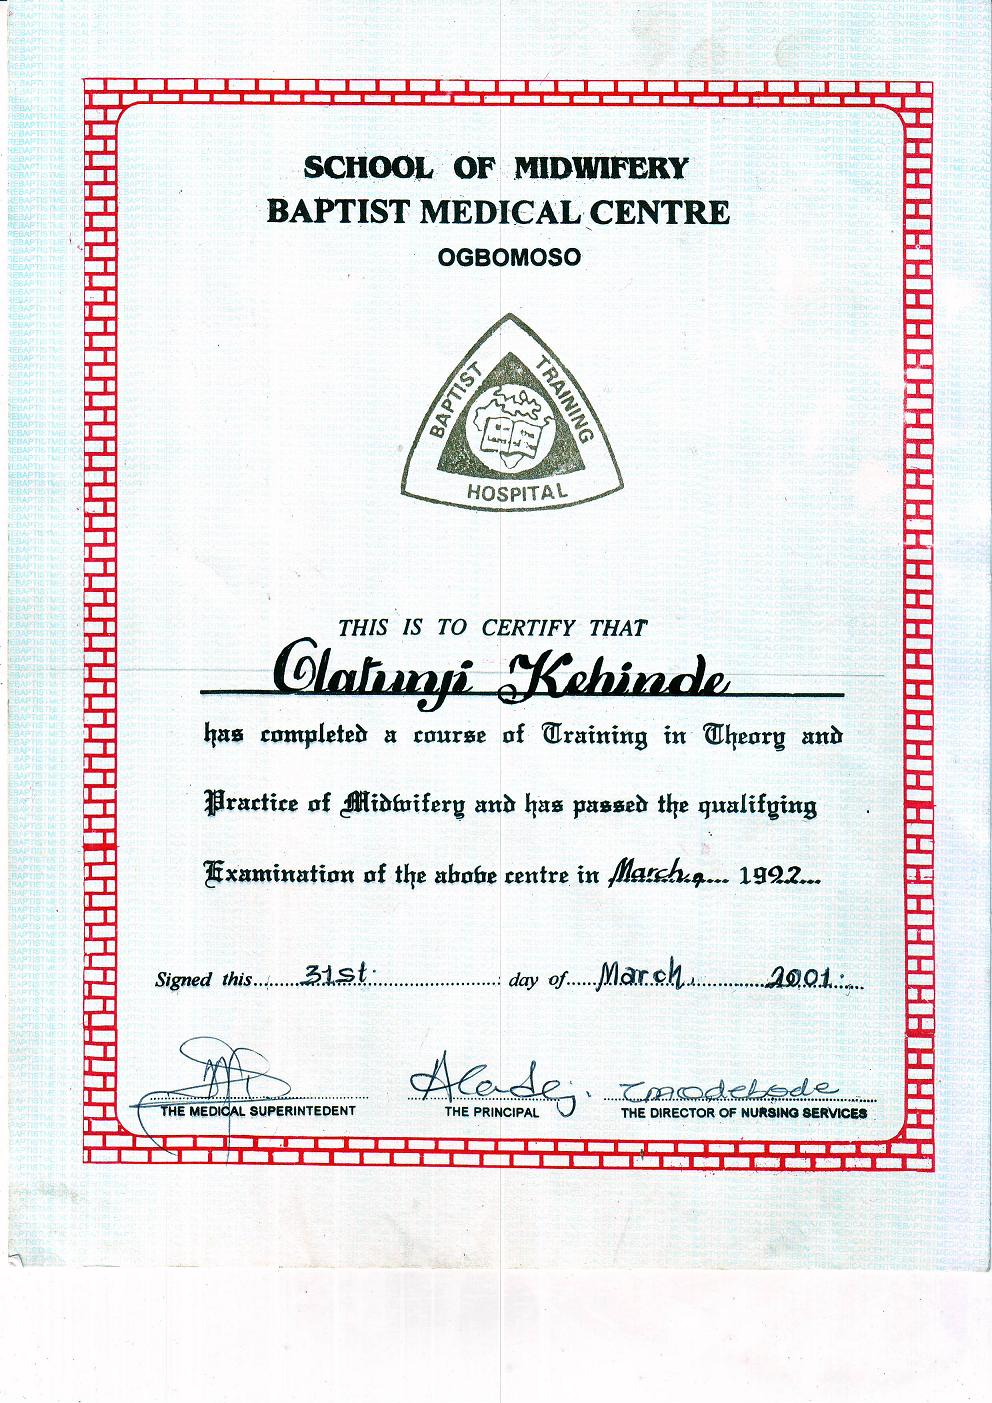 SCHOOL OF MIDWIFERY
BAPTIST MEDICAL CENTRE
OGBOMOSO
BAPTIST TRAINING
HOSPITAL
THIS IS TO CERTIFY THAT
Olatunji Kehinde
has completed a course of Training in Theory and
Practice of Midwifery and has passed the qualifying
Examination of the above centre in March, 1992
Signed this 31st day of March 2001
THE MEDICAL SUPERINTEDENT THE PRINCIPAL THE DIRECTOR OF NURSING SERVICES